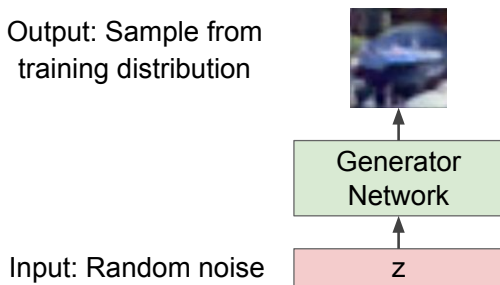 Output: Sample from
training distribution
Generator
Network
Input: Random noise
z